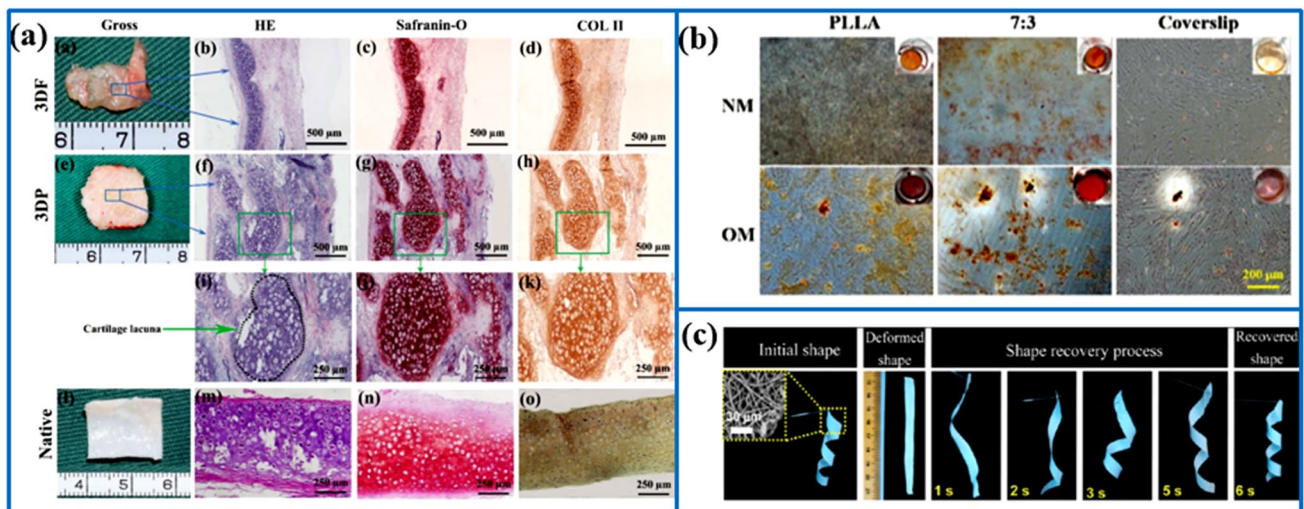 (a)
Gross
HE
Safranin-O
COL II
3DF
(a)
(b)
(c)
(d)
6 7 8
500 µm
500 µm
500 µm
3DP
(e)
(f)
(g)
(h)
6 7 8
500 µm
500 µm
500 µm
(i)
(j)
(k)
Cartilage lacuna
250 µm
250 µm
250 µm
Native
(l)
(m)
(n)
(o)
4 5 6
250 µm
250 µm
250 µm
(b)
PLLA
7:3
Coverslip
NM
OM
200 µm
(c)
Initial shape
Deformed
shape
Shape recovery process
Recovered
shape
30 µm
1 s
2 s
3 s
5 s
6 s